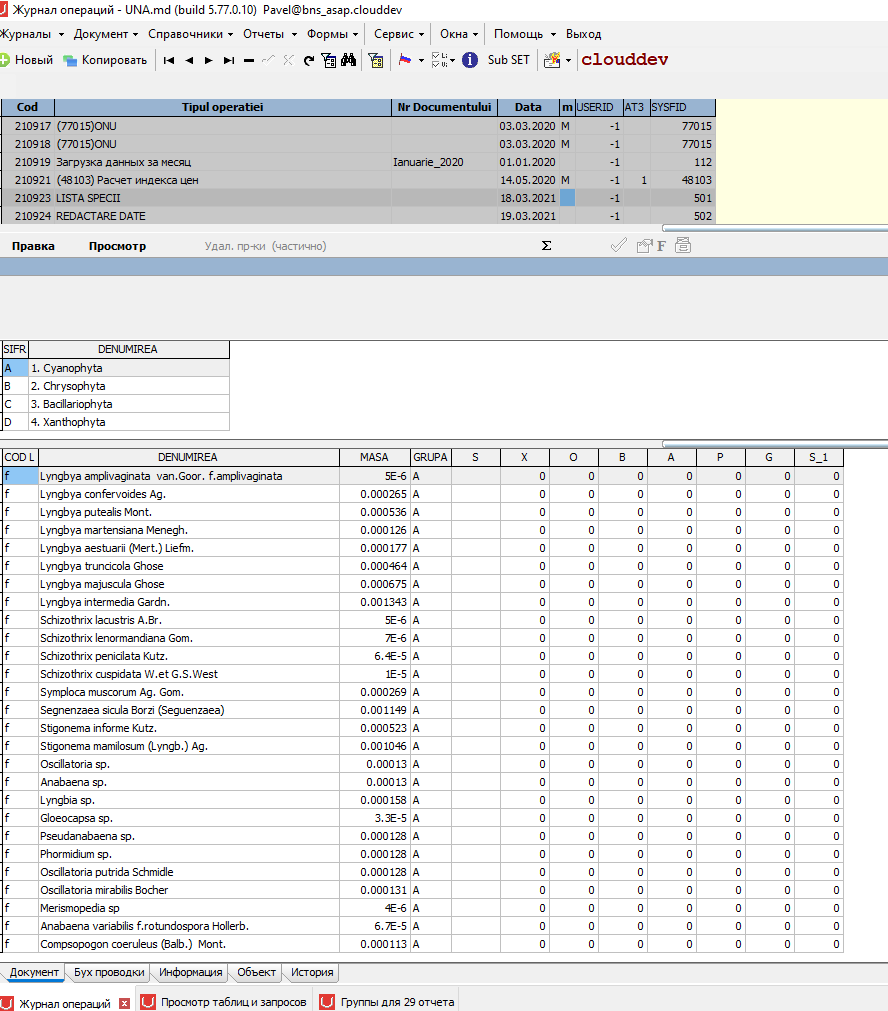 Журнал операций - UNA.md (build 5.77.0.10) Pavel@bns_asap.clouddev
Журналы Документ Справочники Отчеты Формы Сервис Окна Помощь Выход
Новый Копировать Sub SET clouddev
Cod Tipul operatiei Nr Documentului Data m USERID AT3 SYSFID
210917 (77015)ONU 03.03.2020 M -1 77015
210918 (77015)ONU 03.03.2020 M -1 77015
210919 Загрузка данных за месяц Ianuarie_2020 01.01.2020 -1 112
210921 (48103) Расчет индекса цен 14.05.2020 M -1 1 48103
210923 LISTA SPECII 18.03.2021 -1 501
210924 REDACTARE DATE 19.03.2021 -1 502
Правка Просмотр Удал. пр-ки (частично) Σ F
SIFR DENUMIREA
A 1. Cyanophyta
B 2. Chrysophyta
C 3. Bacillariophyta
D 4. Xanthophyta
COD L DENUMIREA MASA GRUPA S X O B A P G S_1
f Lyngbya amplivaginata van.Goor. f.amplivaginata 5E-6 A 0 0 0 0 0 0 0
f Lyngbya confervoides Ag. 0.000265 A 0 0 0 0 0 0 0
f Lyngbya putealis Mont. 0.000536 A 0 0 0 0 0 0 0
f Lyngbya martensiana Menegh. 0.000126 A 0 0 0 0 0 0 0
f Lyngbya aestuarii (Mert.) Liefm. 0.000177 A 0 0 0 0 0 0 0
f Lyngbya truncicola Ghose 0.000464 A 0 0 0 0 0 0 0
f Lyngbya majuscula Ghose 0.000675 A 0 0 0 0 0 0 0
f Lyngbya intermedia Gardn. 0.001343 A 0 0 0 0 0 0 0
f Schizothrix lacustris A.Br. 5E-6 A 0 0 0 0 0 0 0
f Schizothrix lenormandiana Gom. 7E-6 A 0 0 0 0 0 0 0
f Schizothrix penicilata Kutz. 6.4E-5 A 0 0 0 0 0 0 0
f Schizothrix cuspidata W.et G.S.West 1E-5 A 0 0 0 0 0 0 0
f Symploca muscorum Ag. Gom. 0.000269 A 0 0 0 0 0 0 0
f Segnenzaea sicula Borzi (Seguenzaea) 0.001149 A 0 0 0 0 0 0 0
f Stigonema informe Kutz. 0.000523 A 0 0 0 0 0 0 0
f Stigonema mamilosum (Lyngb.) Ag. 0.001046 A 0 0 0 0 0 0 0
f Oscillatoria sp. 0.00013 A 0 0 0 0 0 0 0
f Anabaena sp. 0.00013 A 0 0 0 0 0 0 0
f Lyngbia sp. 0.000158 A 0 0 0 0 0 0 0
f Gloeocapsa sp. 3.3E-5 A 0 0 0 0 0 0 0
f Pseudanabaena sp. 0.000128 A 0 0 0 0 0 0 0
f Phormidium sp. 0.000128 A 0 0 0 0 0 0 0
f Oscillatoria putrida Schmidle 0.000128 A 0 0 0 0 0 0 0
f Oscillatoria mirabilis Bocher 0.000131 A 0 0 0 0 0 0 0
f Merismopedia sp 4E-6 A 0 0 0 0 0 0 0
f Anabaena variabilis f.rotundospora Hollerb. 6.7E-5 A 0 0 0 0 0 0 0
f Compsopogon coeruleus (Balb.) Mont. 0.000113 A 0 0 0 0 0 0 0
Документ Бух проводки Информация Объект История
Журнал операций Просмотр таблиц и запросов Группы для 29 отчета